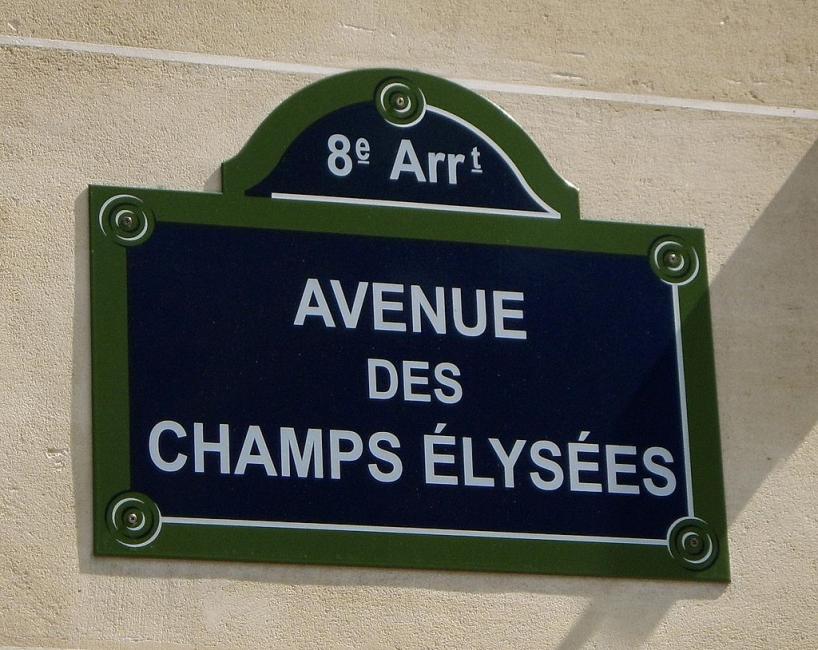 8e Arrt
AVENUE
DES
CHAMPS ÉLYSÉES